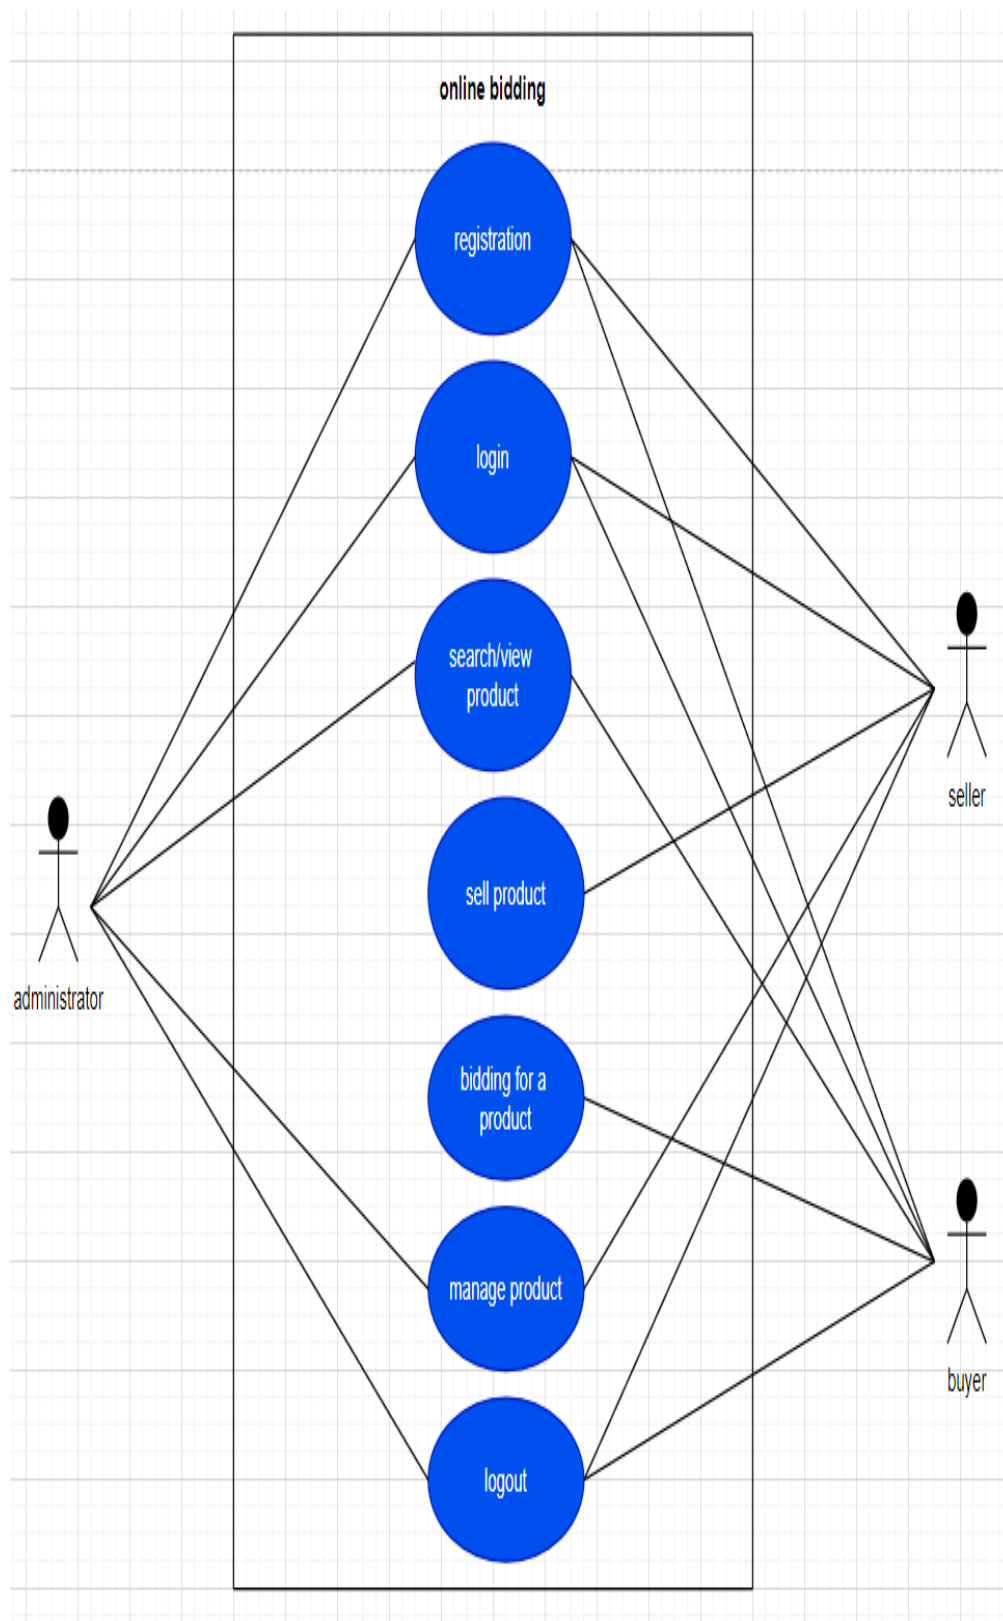 online bidding
registration
login
search/view
product
sell product
seller
administrator
bidding for a
product
manage product
buyer
logout